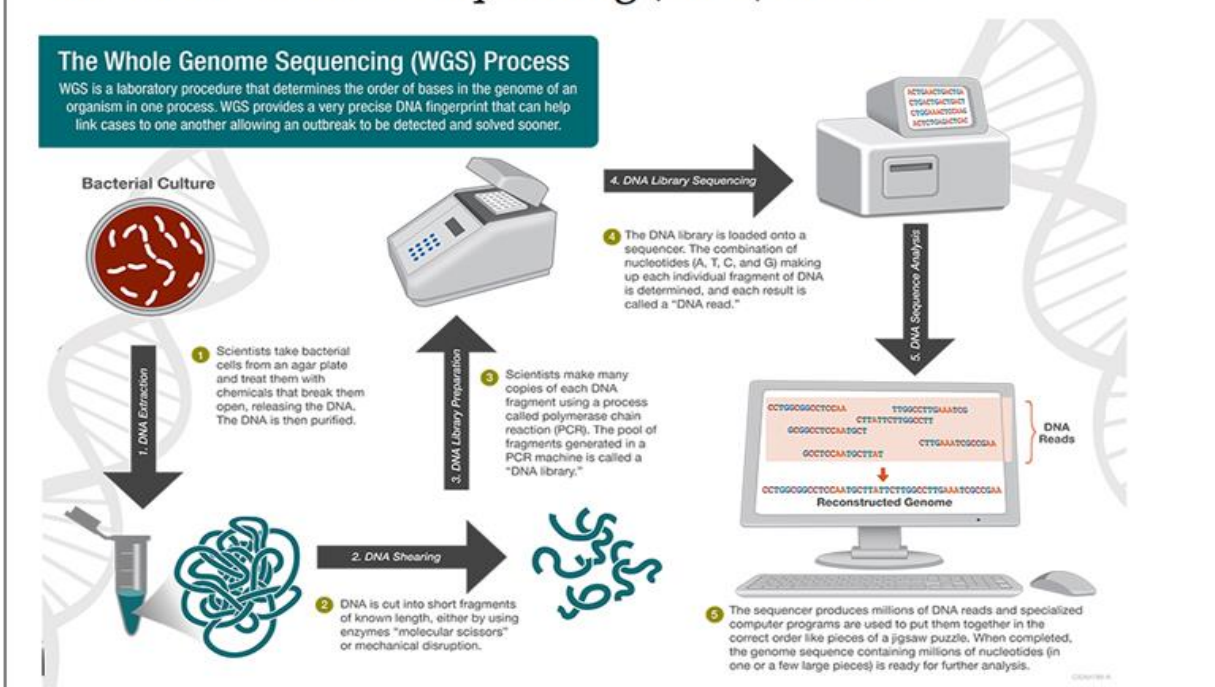 The Whole Genome Sequencing (WGS) Process
WGS is a laboratory procedure that determines the order of bases in the genome of an
organism in one process. WGS provides a very precise DNA fingerprint that can help
link cases to one another allowing an outbreak to be detected and solved sooner.
Bacterial Culture
1. DNA Extraction
1 Scientists take bacterial
cells from an agar plate
and treat them with
chemicals that break them
open, releasing the DNA.
The DNA is then purified.
2. DNA Shearing
2 DNA is cut into short fragments
of known length, either by using
enzymes "molecular scissors"
or mechanical disruption.
3. DNA Library Preparation
3 Scientists make many
copies of each DNA
fragment using a process
called polymerase chain
reaction (PCR). The pool of
fragments generated in a
PCR machine is called a
"DNA library."
4. DNA Library Sequencing
4 The DNA library is loaded onto a
sequencer. The combination of
nucleotides (A, T, C, and G) making
up each individual fragment of DNA
is determined, and each result is
called a "DNA read."
5. DNA Sequence Analysis
CCTGGCGGCCTCCAA TTGGCCTTGAAATCG
CTTATTCTTGGCCTT
GCGGCCTCCAATGCT
CTTGAAATCGCCGAA
GCCTCCAATGCTTAT
DNA
Reads
CCTGGCGGCCTCCAATGCTTATTCTTGGCCTTGAAATCGCCGAA
Reconstructed Genome
5 The sequencer produces millions of DNA reads and specialized
computer programs are used to put them together in the
correct order like pieces of a jigsaw puzzle. When completed,
the genome sequence containing millions of nucleotides (in
one or a few large pieces) is ready for further analysis.